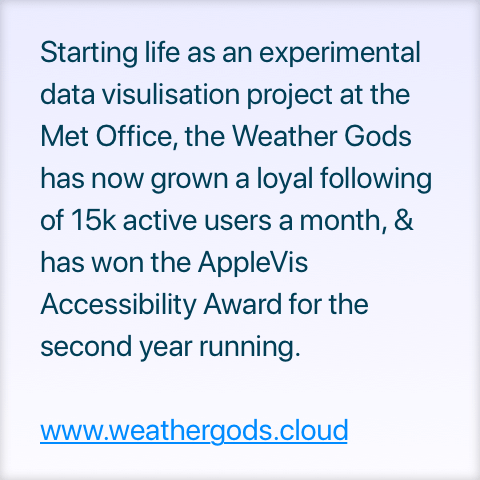 Starting life as an experimental
data visulisation project at the
Met Office, the Weather Gods
has now grown a loyal following
of 15k active users a month, &
has won the AppleVis
Accessibility Award for the
second year running.
www.weathergods.cloud